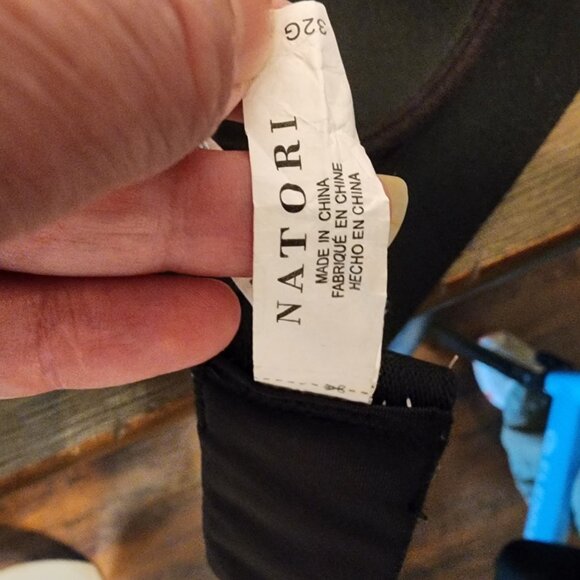 32G
NATORI
MADE IN CHINA
FABRIQUÉ EN CHINE
HECHO EN CHINA